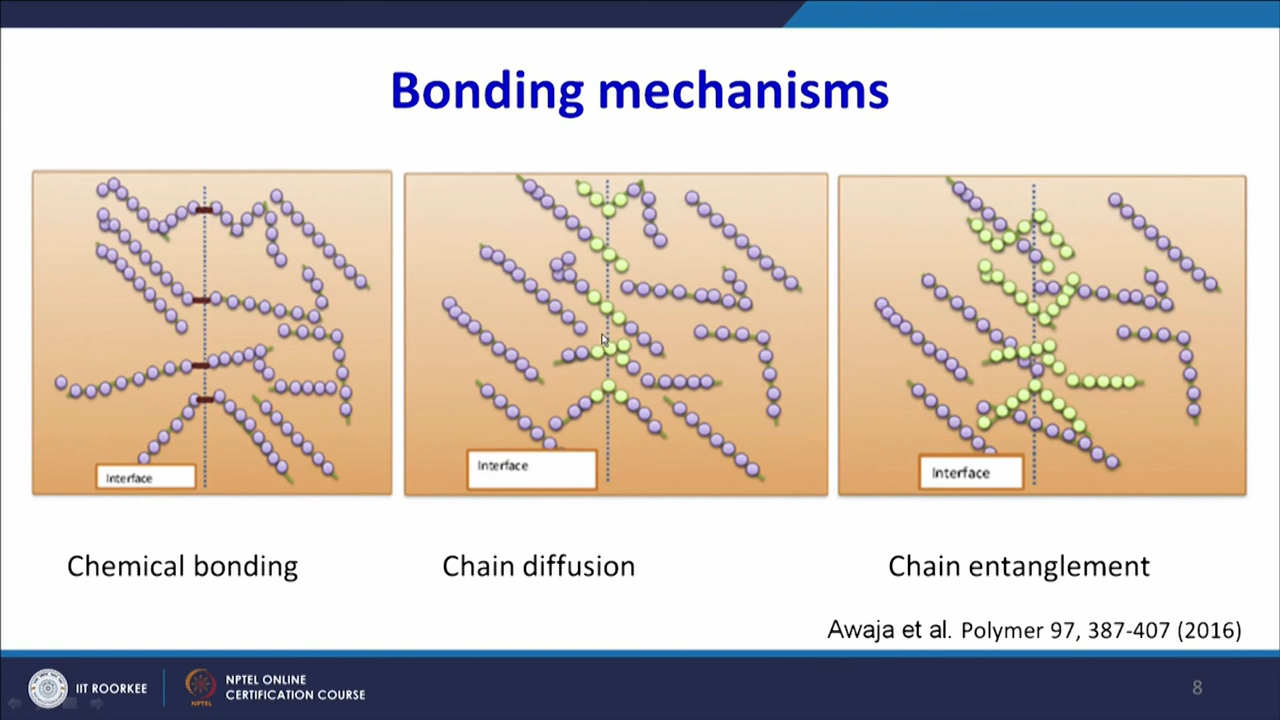 Bonding mechanisms
Interface
Interface
Interface
Chemical bonding
Chain diffusion
Chain entanglement
Awaja et al. Polymer 97, 387-407 (2016)
IIT ROORKEE
NPTEL
NPTEL ONLINE
CERTIFICATION COURSE
8